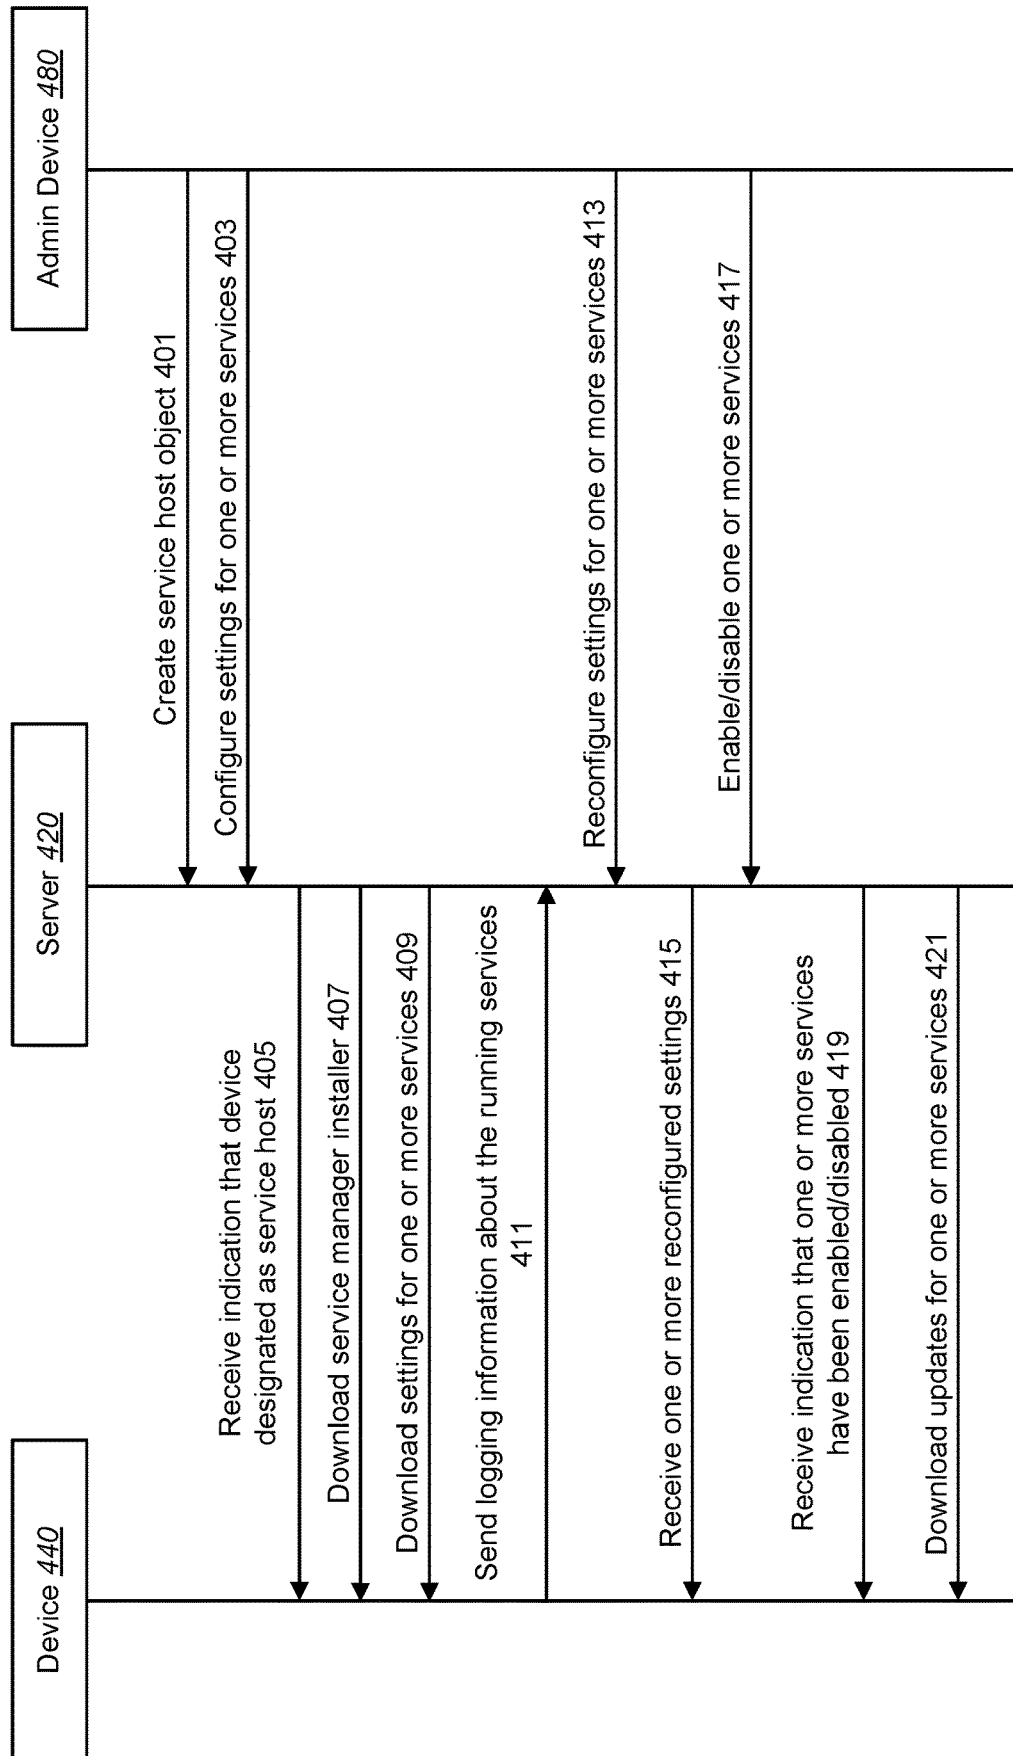 Device 440
Server 420
Admin Device 480
Create service host object 401
Configure settings for one or more services 403
Receive indication that device
designated as service host 405
Download service manager installer 407
Download settings for one or more services 409
Send logging information about the running services
411
Reconfigure settings for one or more services 413
Receive one or more reconfigured settings 415
Enable/disable one or more services 417
Receive indication that one or more services
have been enabled/disabled 419
Download updates for one or more services 421